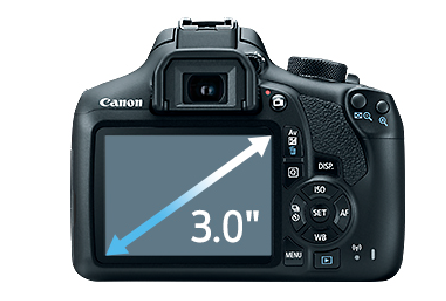 Canon
Av
DISP.
ISO
SET
AF
WB
MENU
3.0"